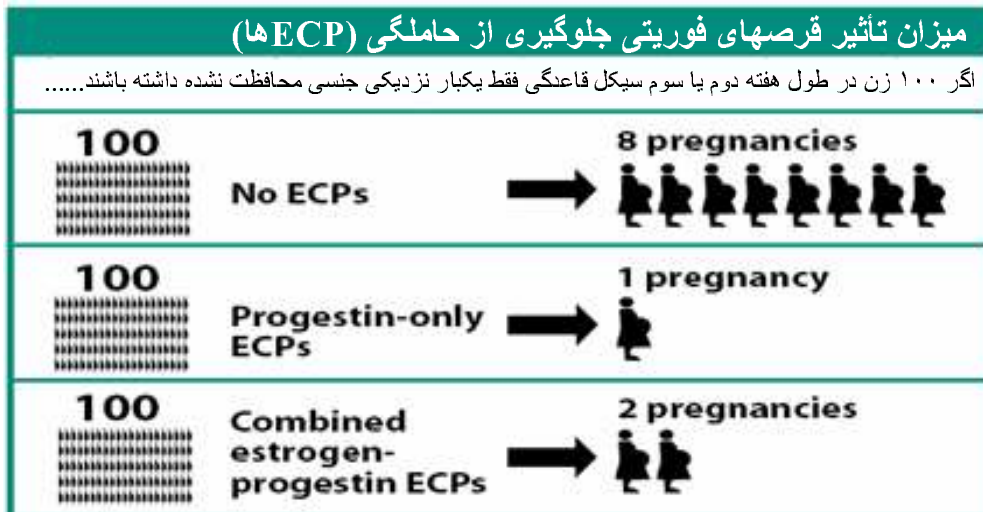 میزان تأثیر قرصهای فوریتی جلوگیری از حاملگی (ECPها)
اگر ۱۰۰ زن در طول هفته دوم یا سوم سیکل قاعدگی فقط یکبار نزدیکی جنسی محافظت نشده داشته باشند......
100
No ECPs
8 pregnancies
100
Progestin-only
ECPs
1 pregnancy
100
Combined
estrogen-
progestin ECPs
2 pregnancies